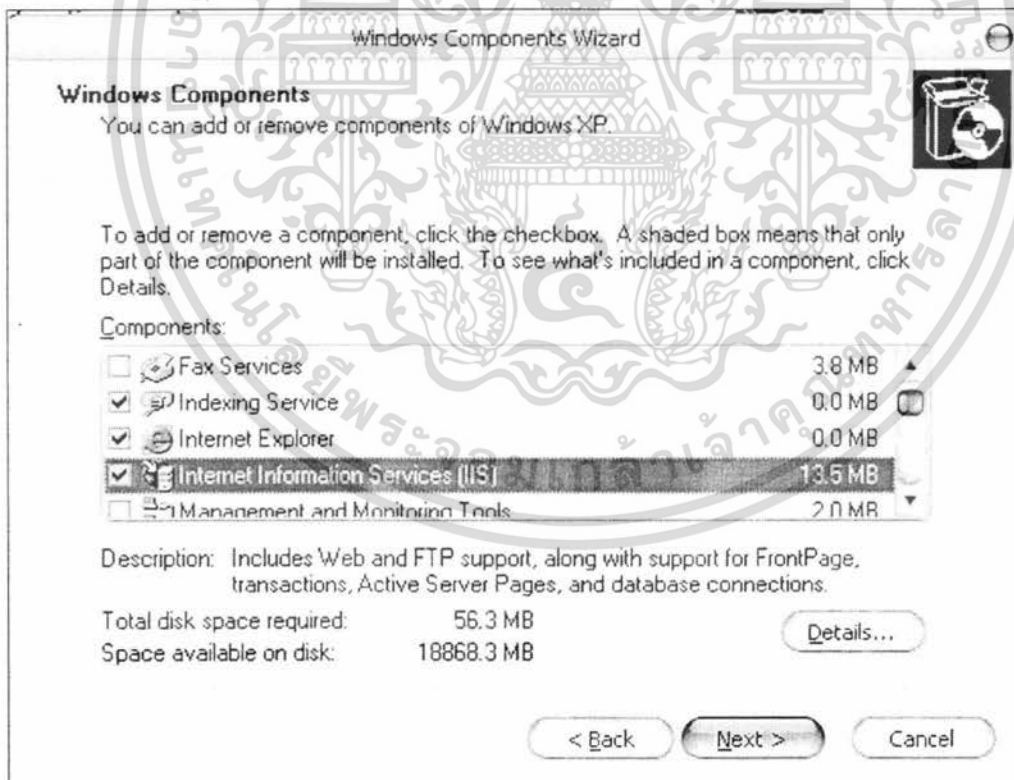 Windows Components Wizard
Windows Components
You can add or remove components of Windows XP.
To add or remove a component, click the checkbox. A shaded box means that only
part of the component will be installed. To see what's included in a component, click
Details.
Components:
Fax Services 3.8 MB
Indexing Service 0.0 MB
Internet Explorer 0.0 MB
Internet Information Services (IIS) 13.5 MB
Management and Monitoring Tools 2.0 MB
Description: Includes Web and FTP support, along with support for FrontPage,
transactions, Active Server Pages, and database connections.
Total disk space required: 56.3 MB
Space available on disk: 18868.3 MB
Details...
< Back Next > Cancel